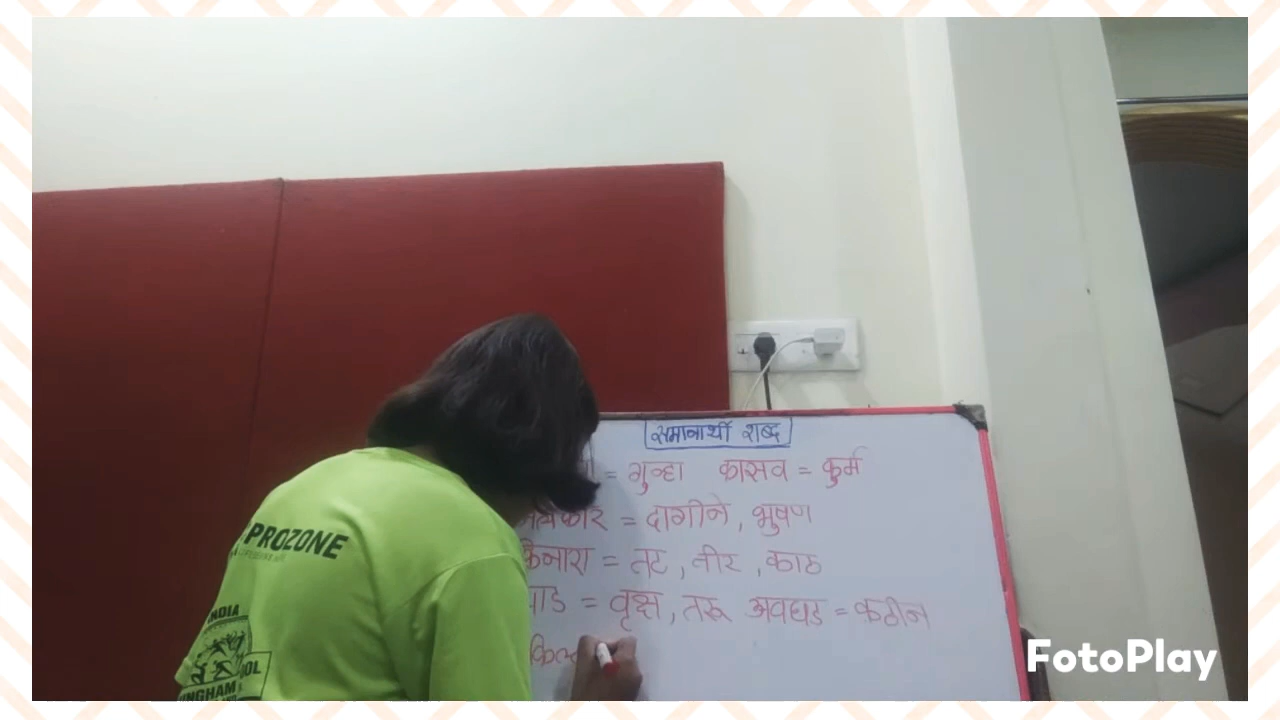 समानार्थी शब्द
= गुन्हा कासव = कुर्म
= दागीने, भुषण
किनारा = तट, तीर, काठ
= वृक्ष, तरू अवघड = कठीन
PROZONE
INDIA
FotoPlay